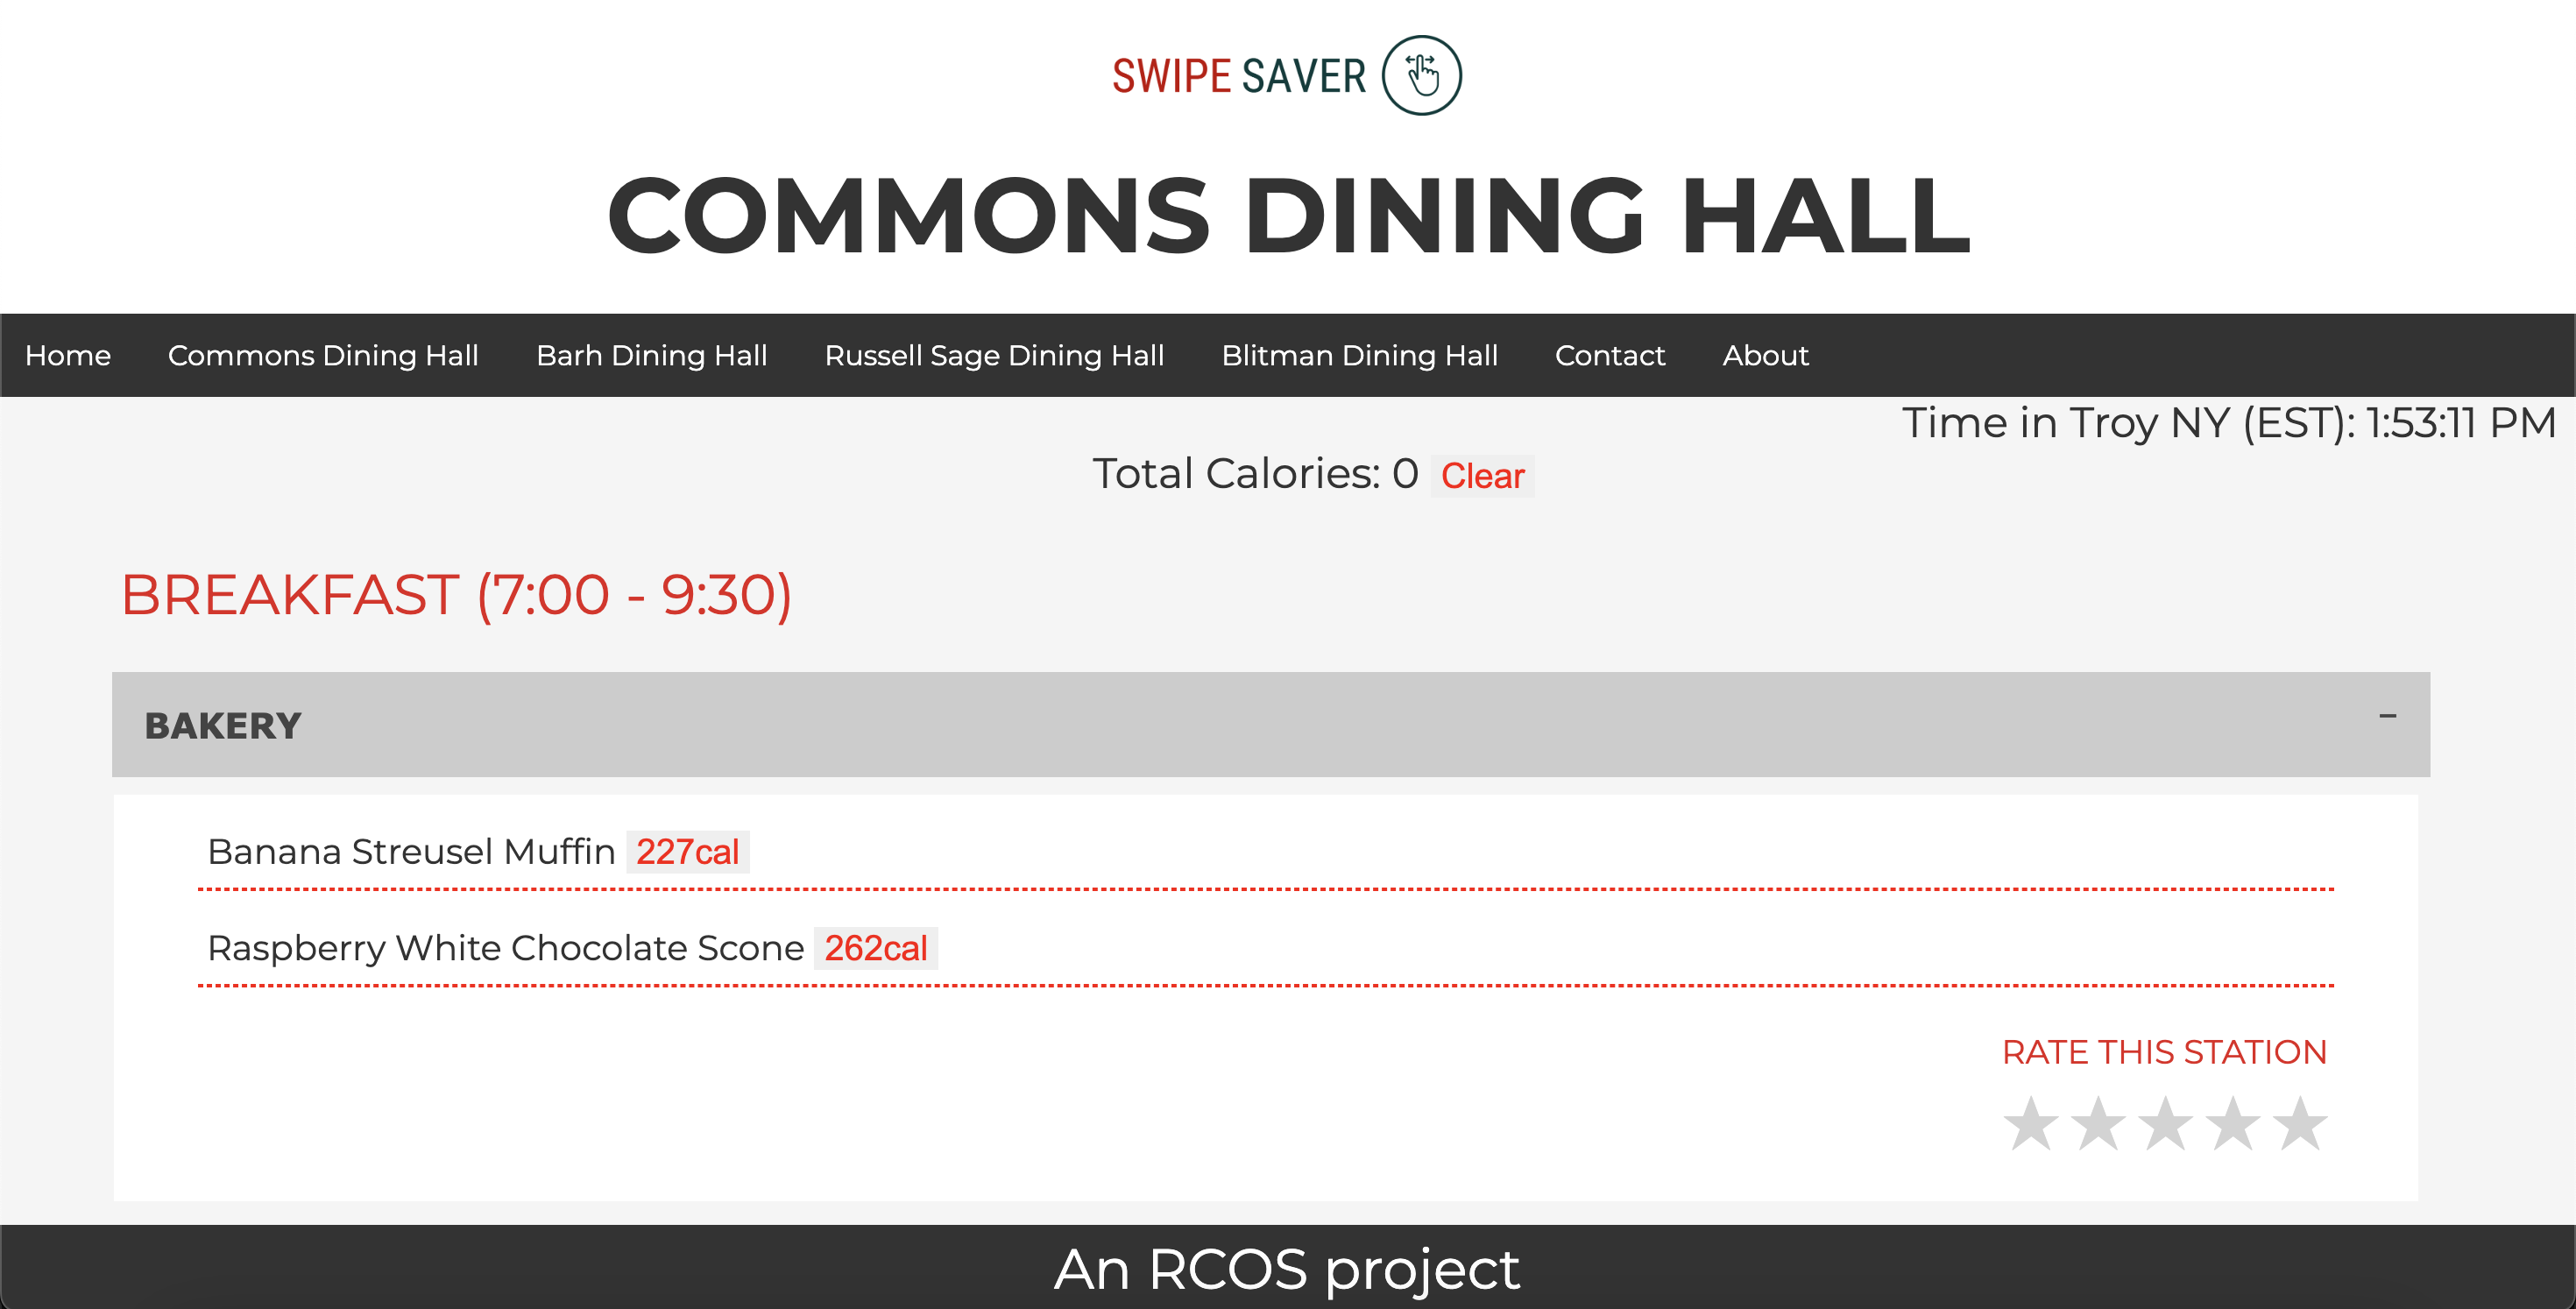 SWIPE SAVER
COMMONS DINING HALL
Home Commons Dining Hall Barh Dining Hall Russell Sage Dining Hall Blitman Dining Hall Contact About
Time in Troy NY (EST): 1:53:11 PM
Total Calories: 0 Clear
BREAKFAST (7:00 - 9:30)
BAKERY −
Banana Streusel Muffin 227cal
Raspberry White Chocolate Scone 262cal
RATE THIS STATION
★★★★★
An RCOS project